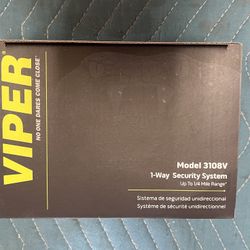 VIPER®
NO ONE DARES COME CLOSE®
Model 3108V
1-Way Security System
Up To 1/4 Mile Range*
Sistema de seguridad unidireccional
Système de sécurité unidirectionnel